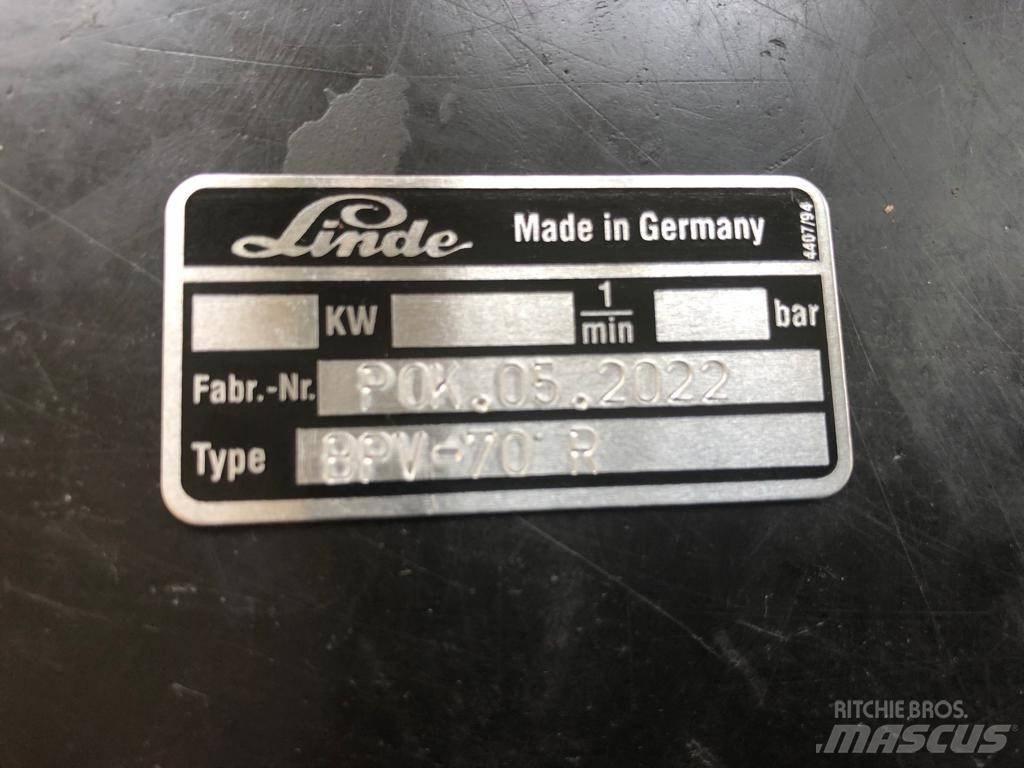 Linde Made in Germany
4407/94
KW 1/min bar
Fabr.-Nr. POK.05.2022
Type BPV-70 R
RITCHIE BROS.
MASCUS